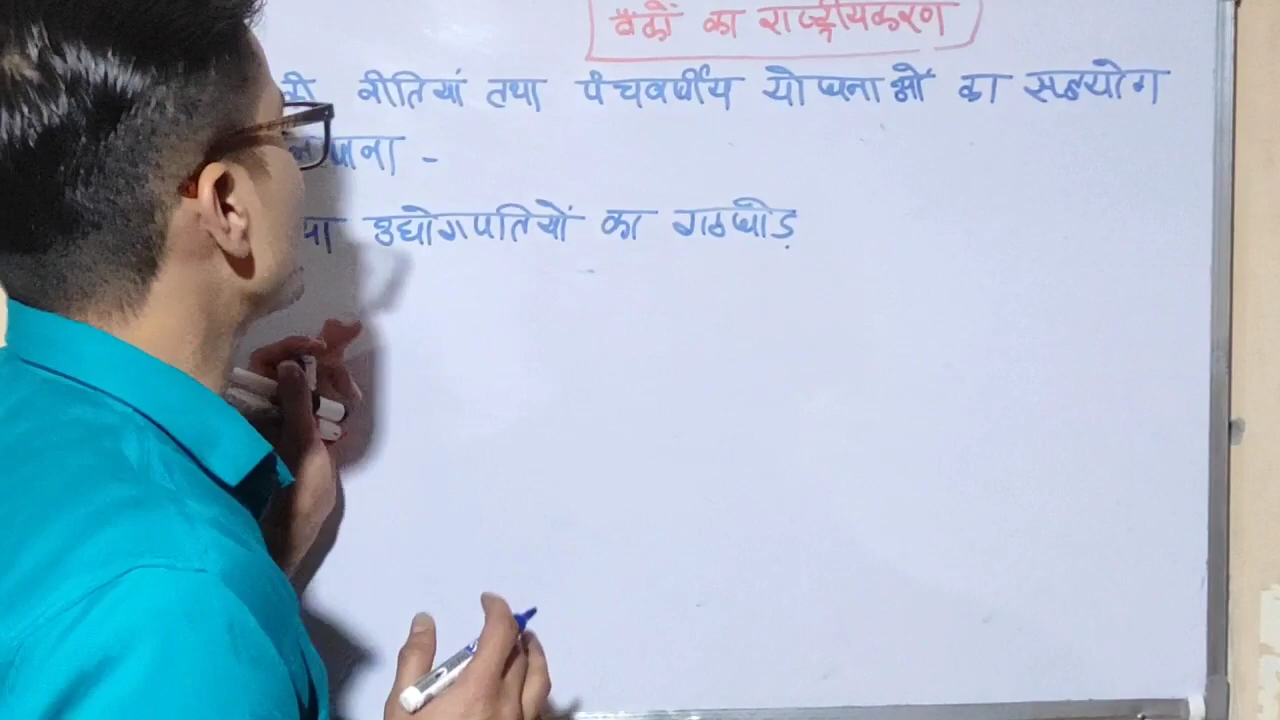 बैंकों का राष्ट्रीयकरण
नीतियां तथा पंचवर्षीय योजनाओं का सहयोग
-
उद्योगपतियों का गठजोड़